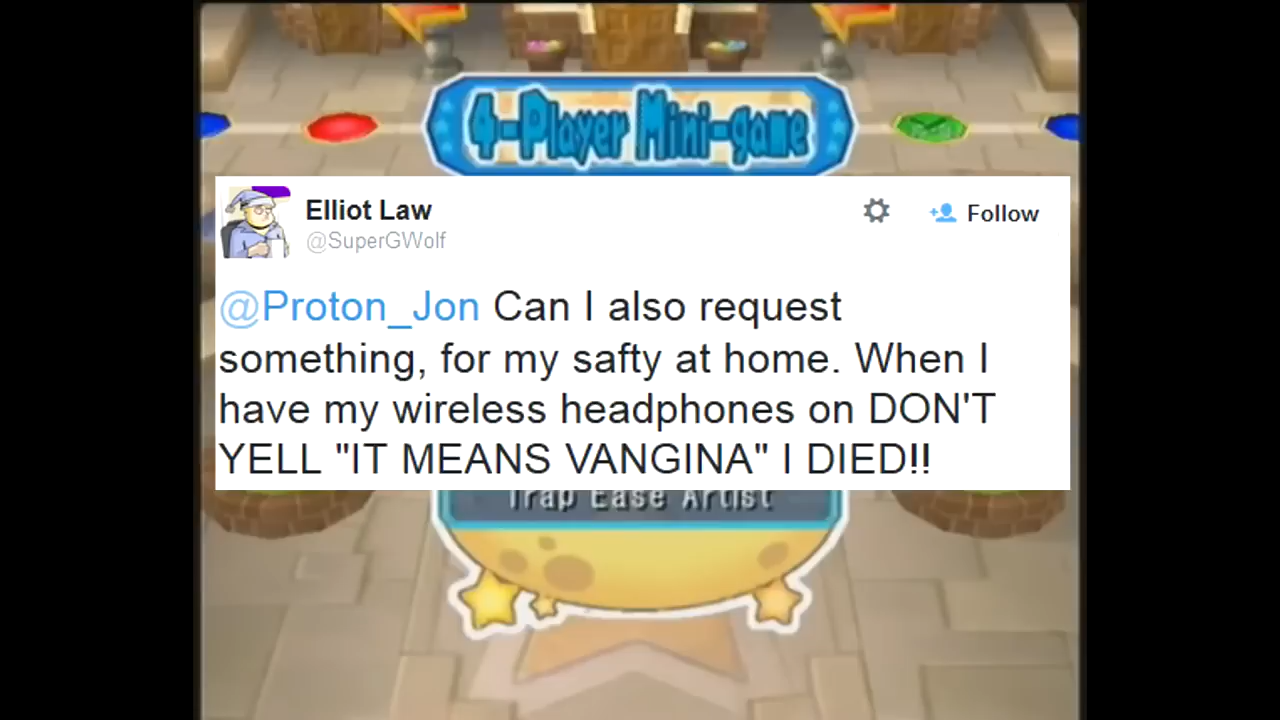 4-Player Mini-game
Elliot Law
@SuperGWolf
Follow
@Proton_Jon Can I also request
something, for my safty at home. When I
have my wireless headphones on DON'T
YELL "IT MEANS VANGINA" I DIED!!
Trap Ease Artist